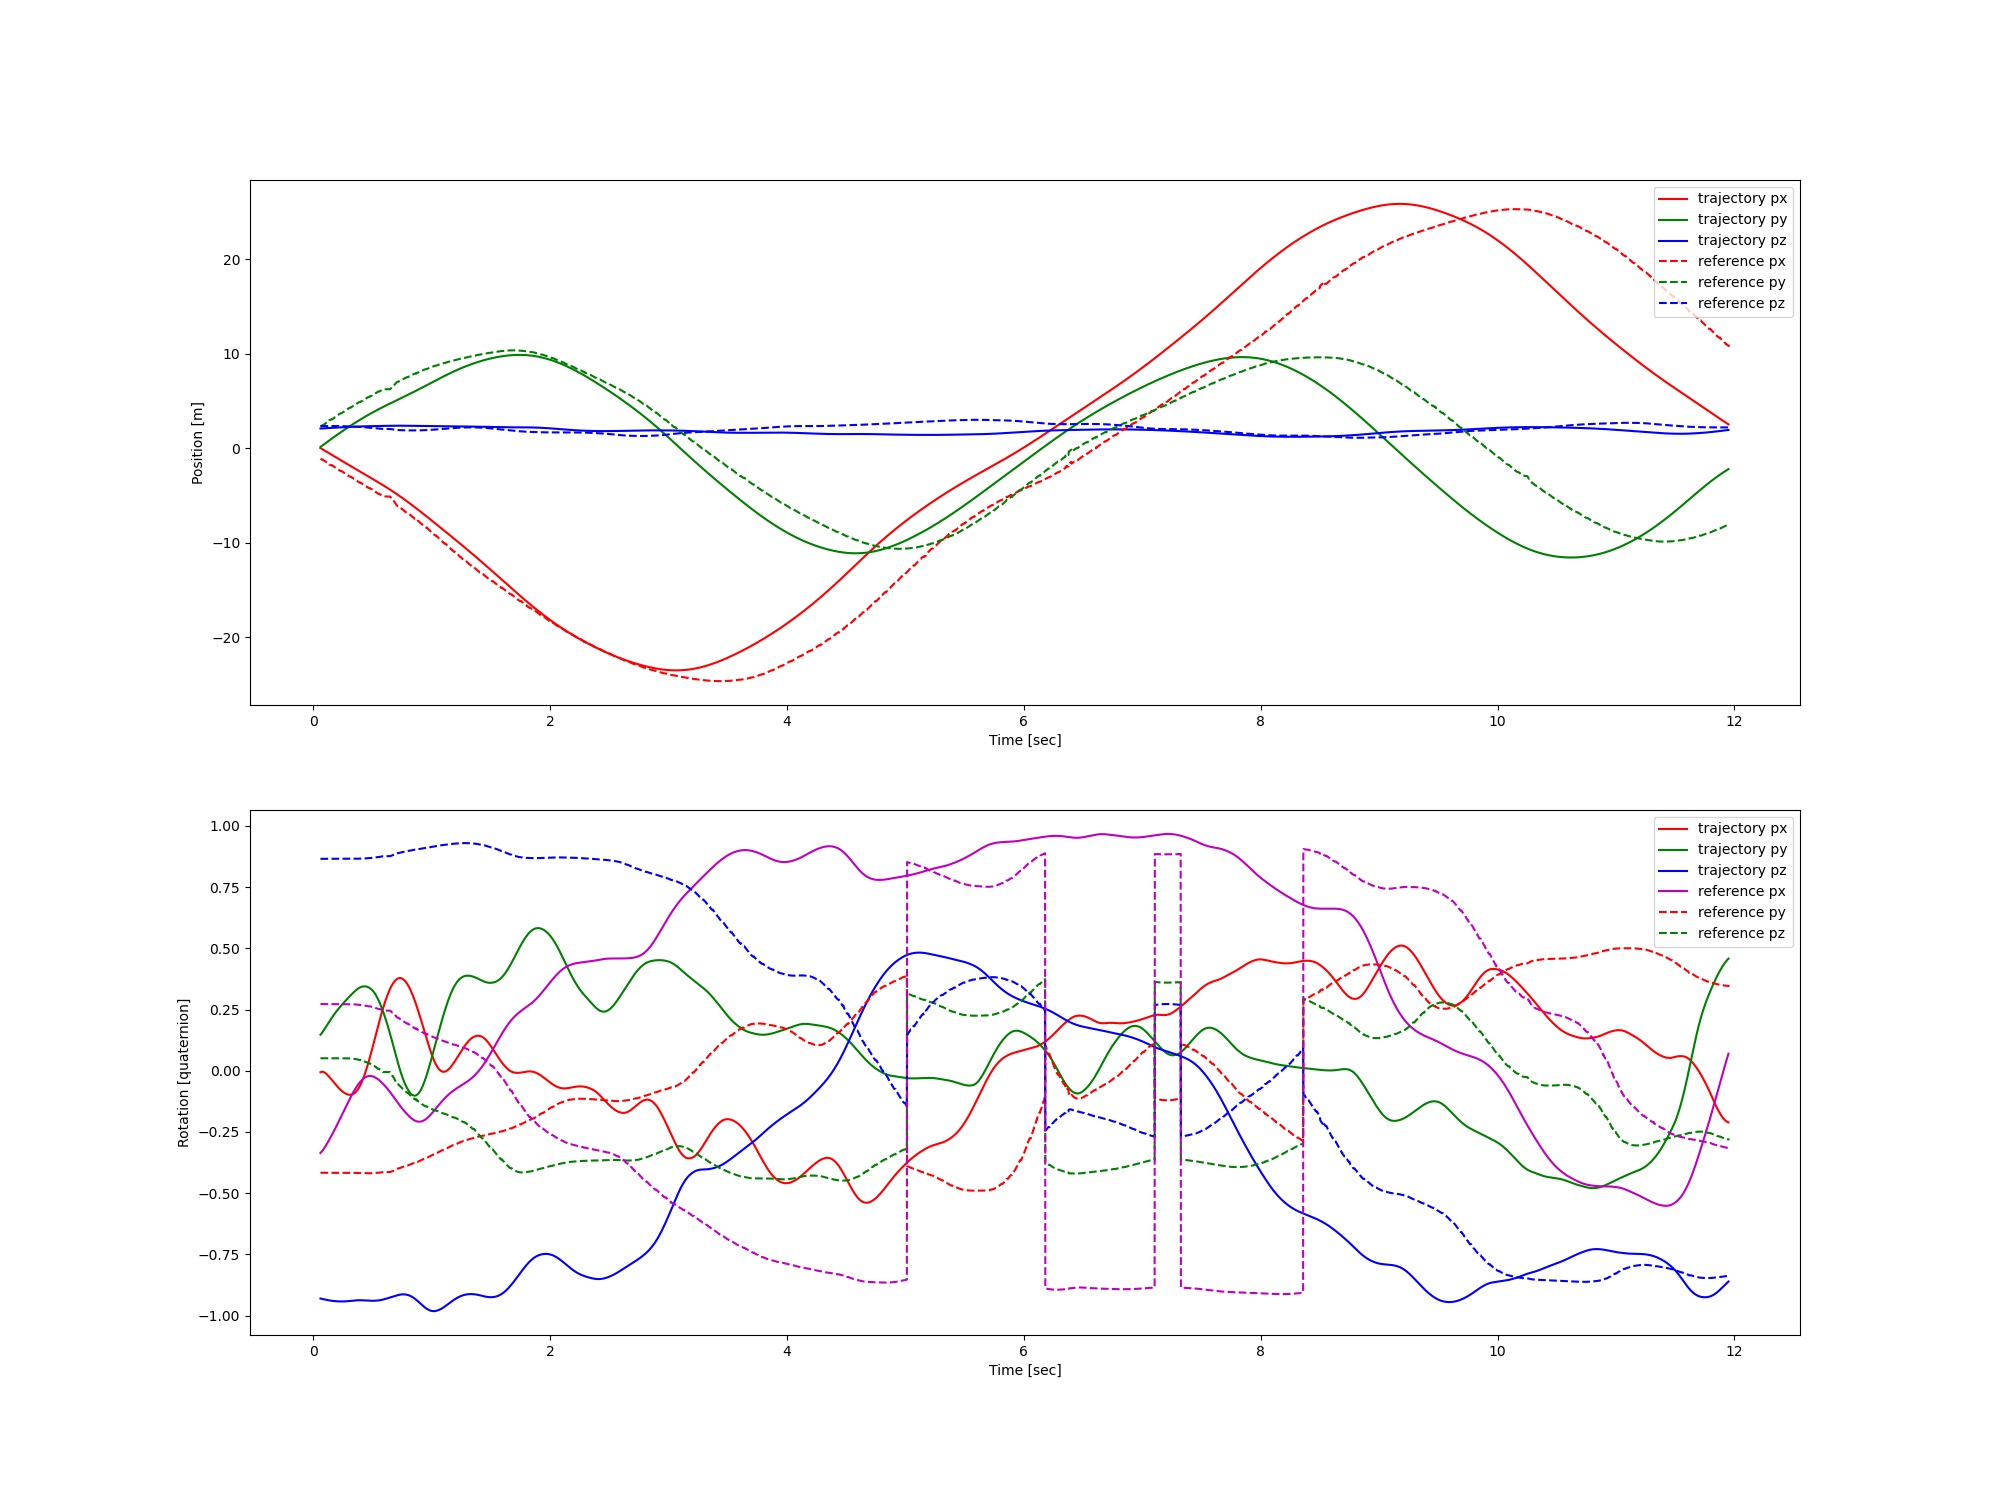 trajectory px
trajectory py
trajectory pz
reference px
reference py
reference pz
20
10
0
−10
−20
Position [m]
0 2 4 6 8 10 12
Time [sec]
trajectory px
trajectory py
trajectory pz
reference px
reference py
reference pz
1.00
0.75
0.50
0.25
0.00
−0.25
−0.50
−0.75
−1.00
Rotation [quaternion]
0 2 4 6 8 10 12
Time [sec]